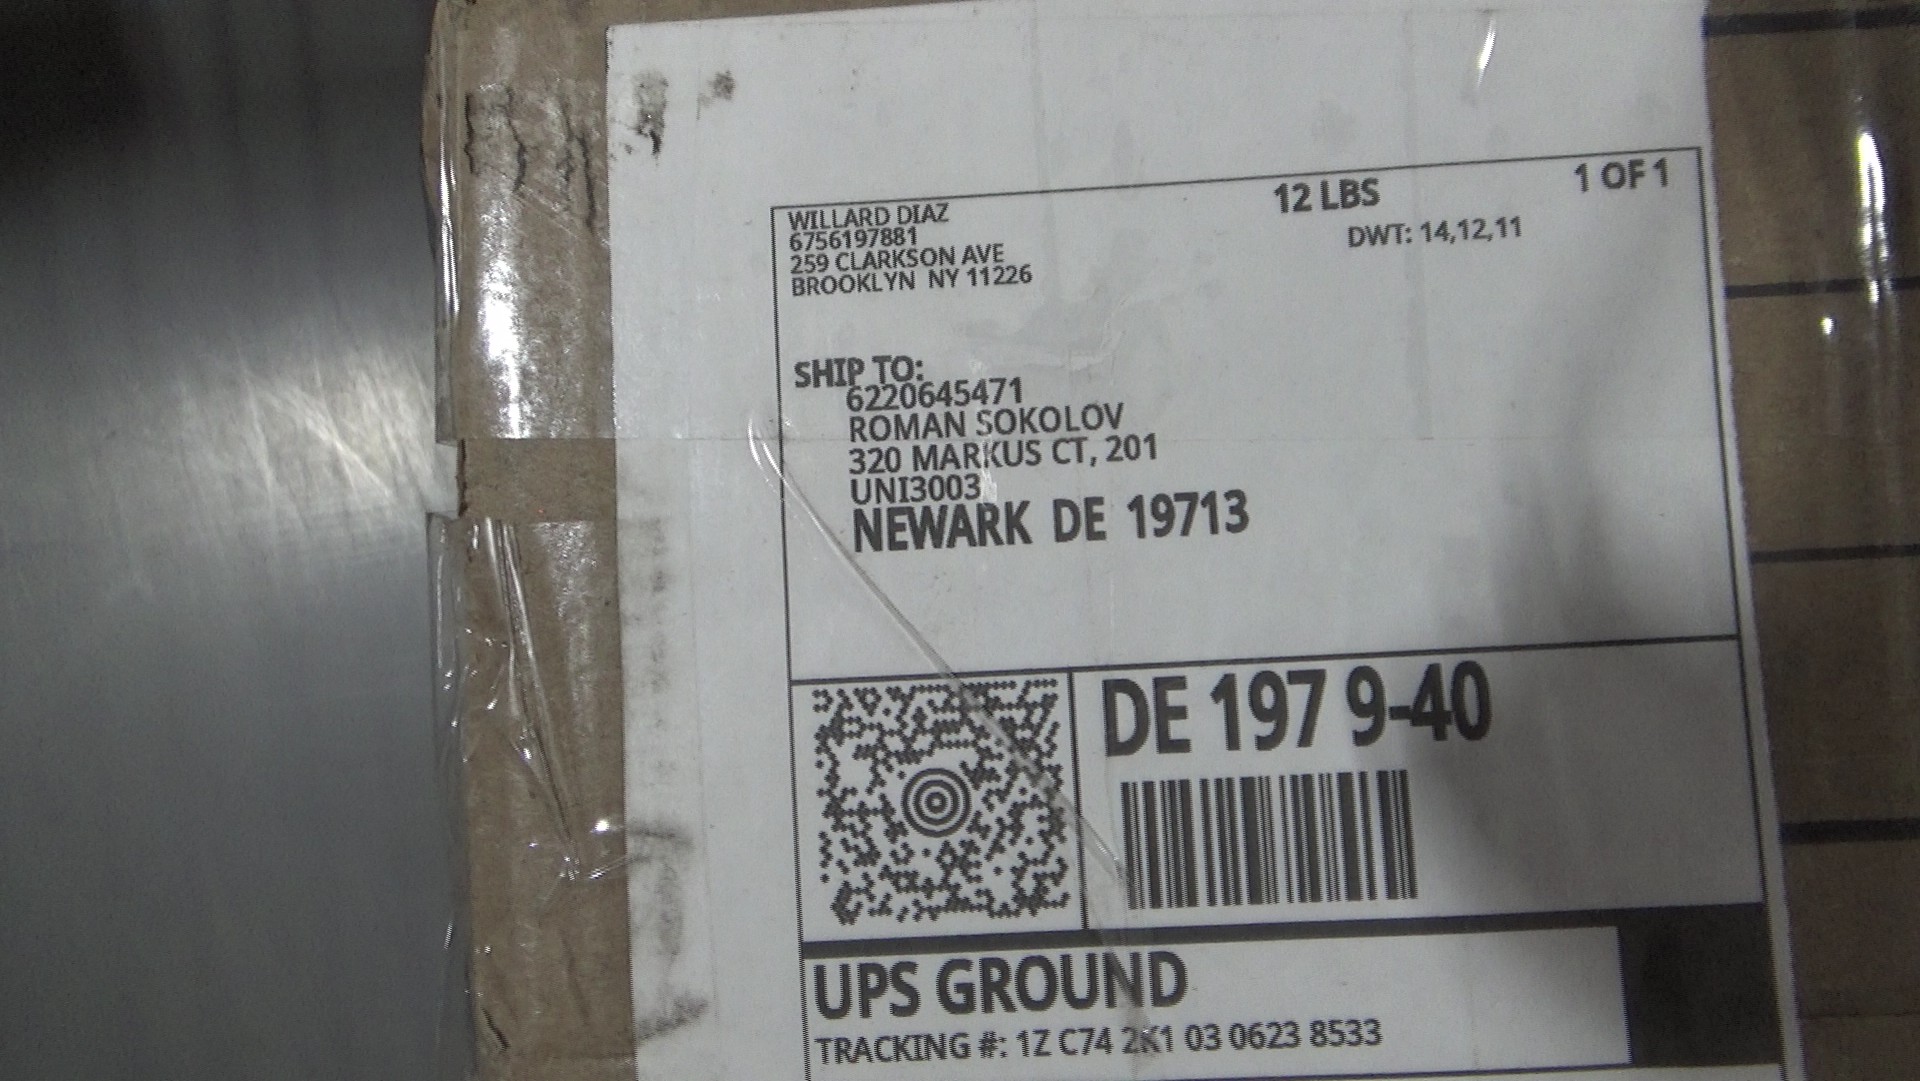 WILLARD DIAZ
6756197881
259 CLARKSON AVE
BROOKLYN NY 11226
12 LBS
1 OF 1
DWT: 14,12,11
SHIP TO:
6220645471
ROMAN SOKOLOV
320 MARKUS CT, 201
UNI3003
NEWARK DE 19713
DE 197 9-40
UPS GROUND
TRACKING #: 1Z C74 2K1 03 0623 8533